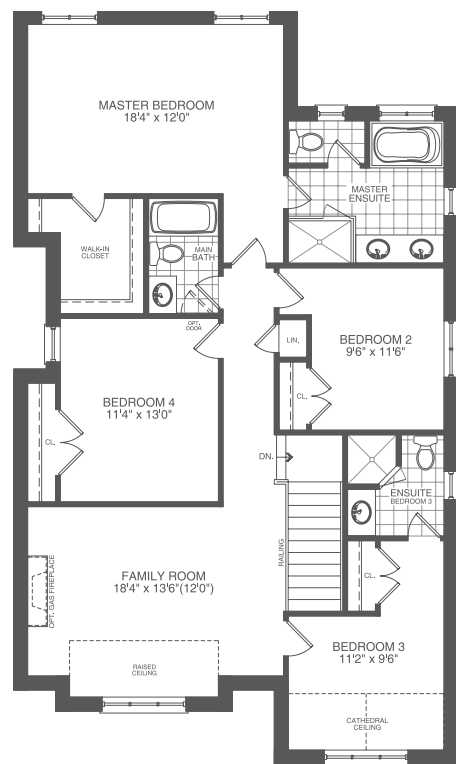 MASTER BEDROOM
18'4" x 12'0"
MASTER
ENSUITE
WALK-IN
CLOSET
MAIN
BATH
OPT.
DOOR
BEDROOM 2
9'6" x 11'6"
LIN.
CL.
BEDROOM 4
11'4" x 13'0"
CL.
DN.
ENSUITE
BEDROOM 3
RAILING
CL.
FAMILY ROOM
18'4" x 13'6"(12'0")
OPT. GAS FIREPLACE
RAISED
CEILING
BEDROOM 3
11'2" x 9'6"
CATHEDRAL
CEILING